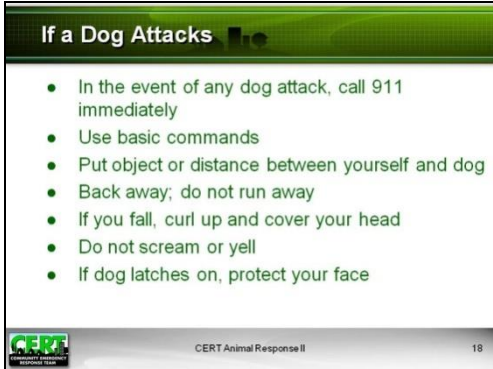 If a Dog Attacks
• In the event of any dog attack, call 911
immediately
• Use basic commands
• Put object or distance between yourself and dog
• Back away; do not run away
• If you fall, curl up and cover your head
• Do not scream or yell
• If dog latches on, protect your face
CERT
COMMUNITY EMERGENCY
RESPONSE TEAM
CERT Animal Response II
18